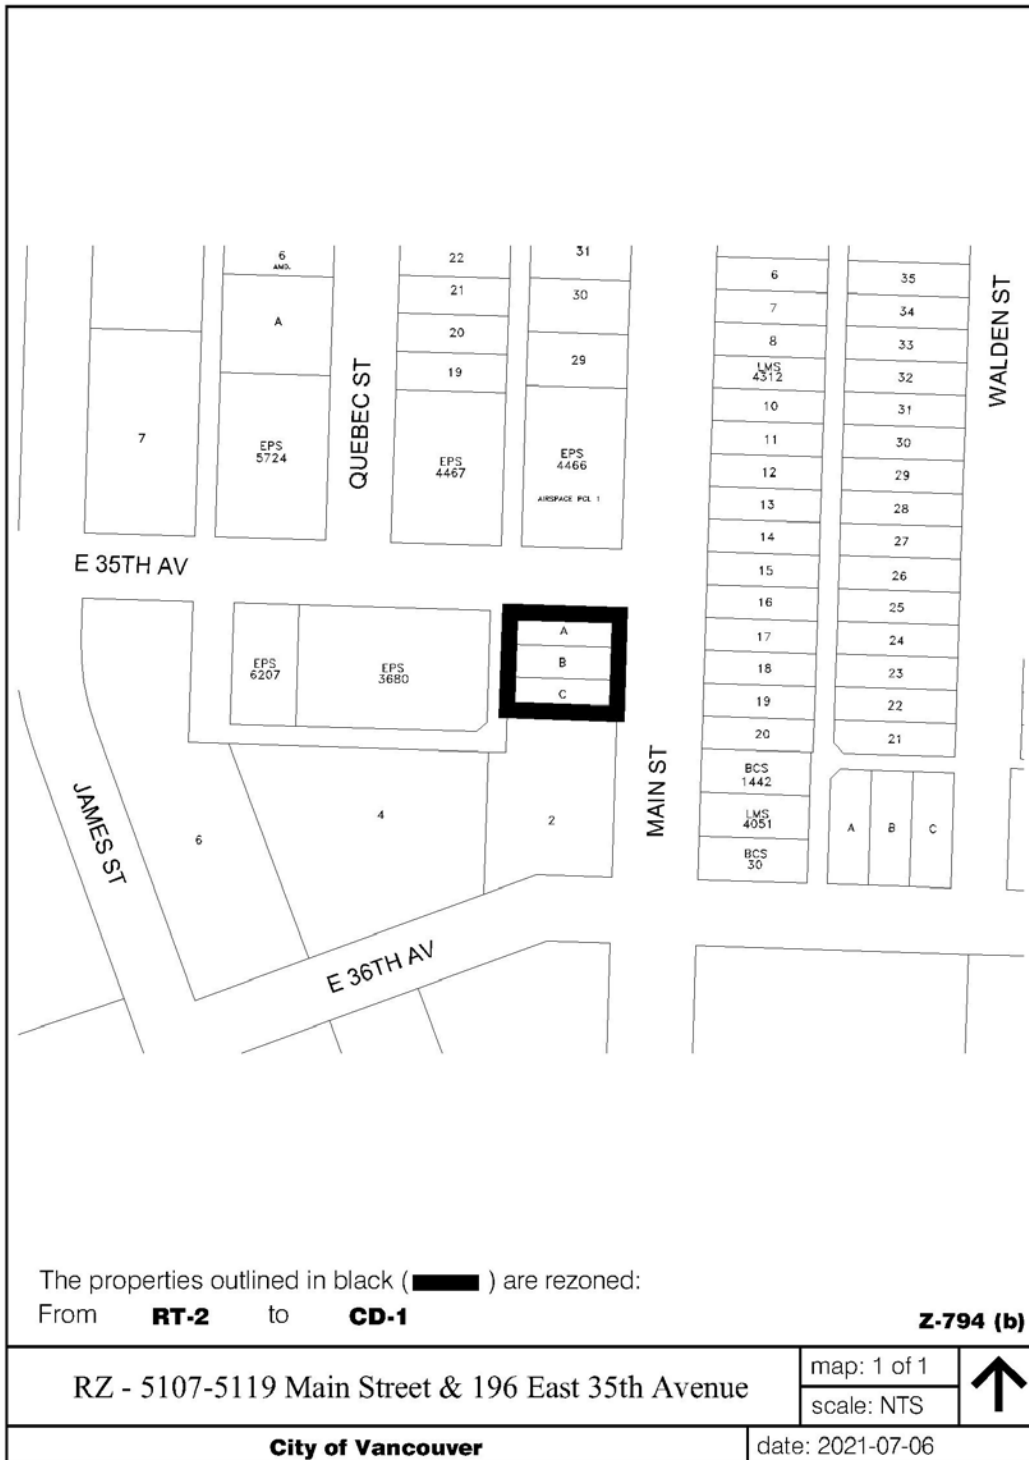 6
AMD.
22
31
6
35
WALDEN ST
A
21
30
7
34
20
8
33
QUEBEC ST
19
29
LMS
4312
32
10
31
7
EPS
5724
EPS
4467
EPS
4466
11
30
12
29
AIRSPACE PCL 1
13
28
14
27
E 35TH AV
15
26
16
25
A
17
24
EPS
6207
EPS
3680
B
18
23
C
19
22
20
21
JAMES ST
MAIN ST
BCS
1442
6
4
2
LMS
4051
A
B
C
BCS
30
E 36TH AV
The properties outlined in black ( ) are rezoned:
From RT-2 to CD-1
Z-794 (b)
RZ - 5107-5119 Main Street & 196 East 35th Avenue
map: 1 of 1
scale: NTS
City of Vancouver
date: 2021-07-06